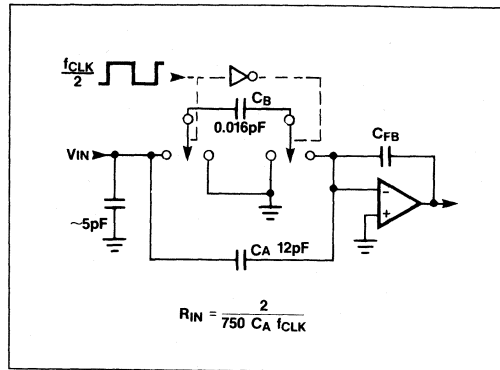 fCLK
2
CB
0.016pF
CFB
VIN
-
+
~5pF
CA 12pF
RIN = 2
750 CA fCLK